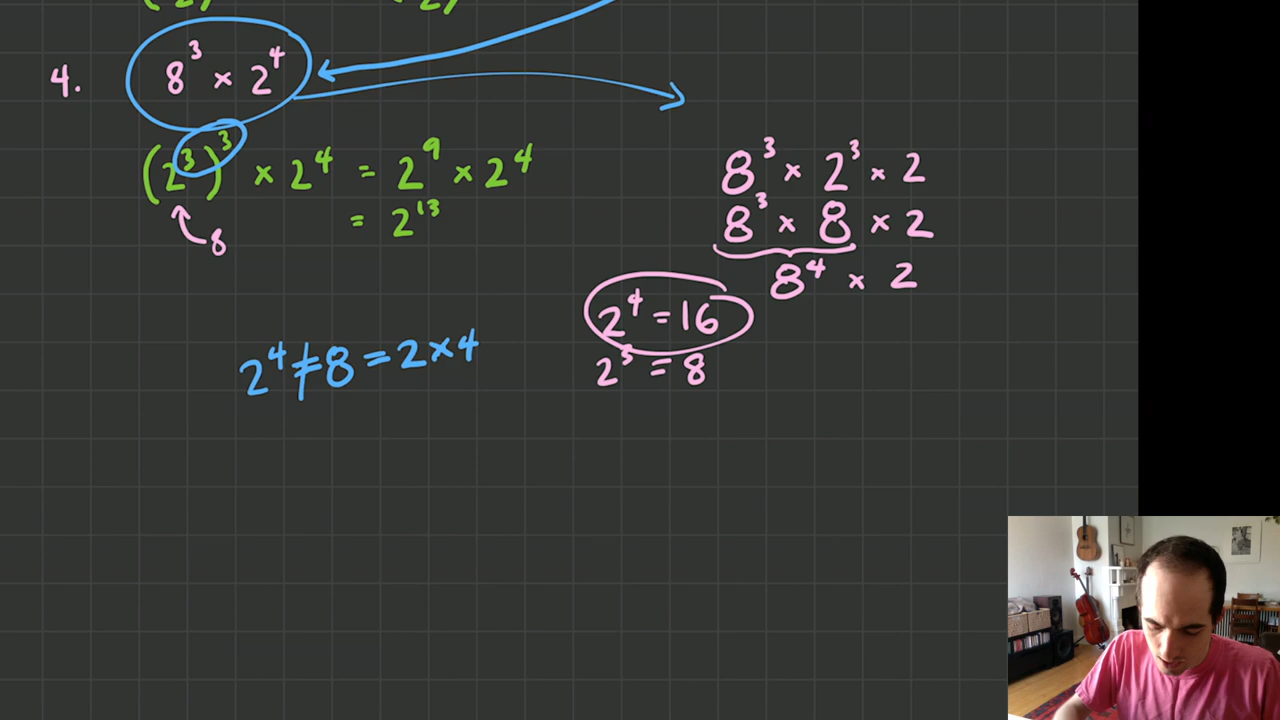 4. 8³ × 2⁴
(2³)³ × 2⁴ = 2⁹ × 2⁴
= 2¹³
8
8³ × 2³ × 2
8³ × 8 × 2
8⁴ × 2
2⁴ = 16
2³ = 8
2⁴ ≠ 8 = 2 × 4